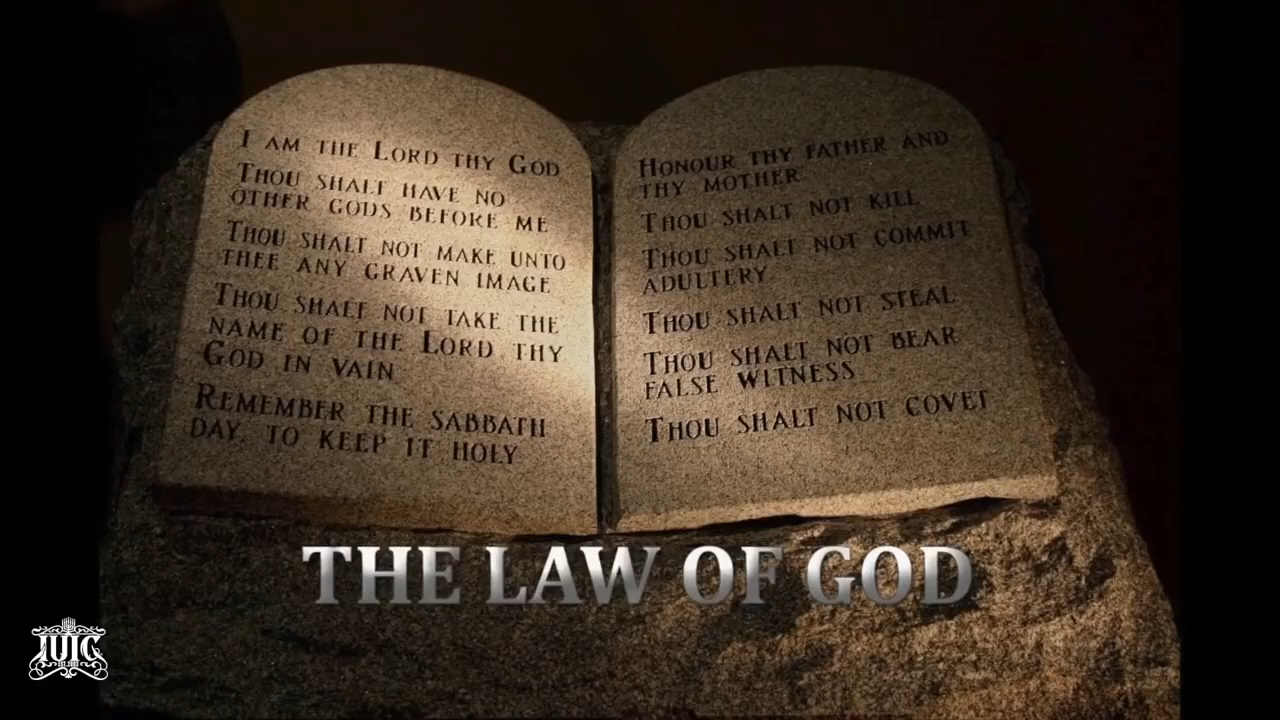 I AM THE LORD THY GOD
THOU SHALT HAVE NO
OTHER GODS BEFORE ME
THOU SHALT NOT MAKE UNTO
THEE ANY GRAVEN IMAGE
THOU SHALT NOT TAKE THE
NAME OF THE LORD THY
GOD IN VAIN
REMEMBER THE SABBATH
DAY, TO KEEP IT HOLY
HONOUR THY FATHER AND
THY MOTHER
THOU SHALT NOT KILL
THOU SHALT NOT COMMIT
ADULTERY
THOU SHALT NOT STEAL
THOU SHALT NOT BEAR
FALSE WITNESS
THOU SHALT NOT COVET
THE LAW OF GOD
IUIC